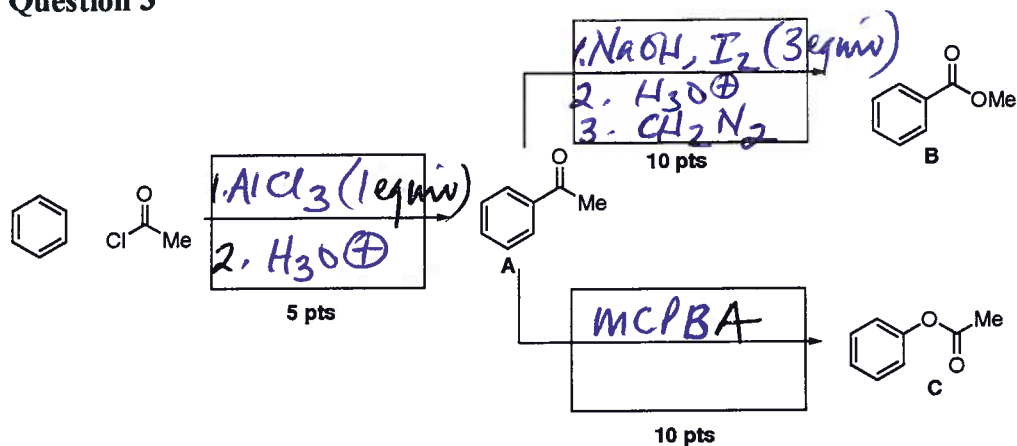 Question 3
1. NaOH, I₂ (3 equiv)
2. H₃O⊕
3. CH₂N₂
10 pts
O
OMe
B
1. AlCl₃ (1 equiv)
2. H₃O⊕
5 pts
O
Cl
Me
O
Me
A
mCPBA
10 pts
O
Me
O
C